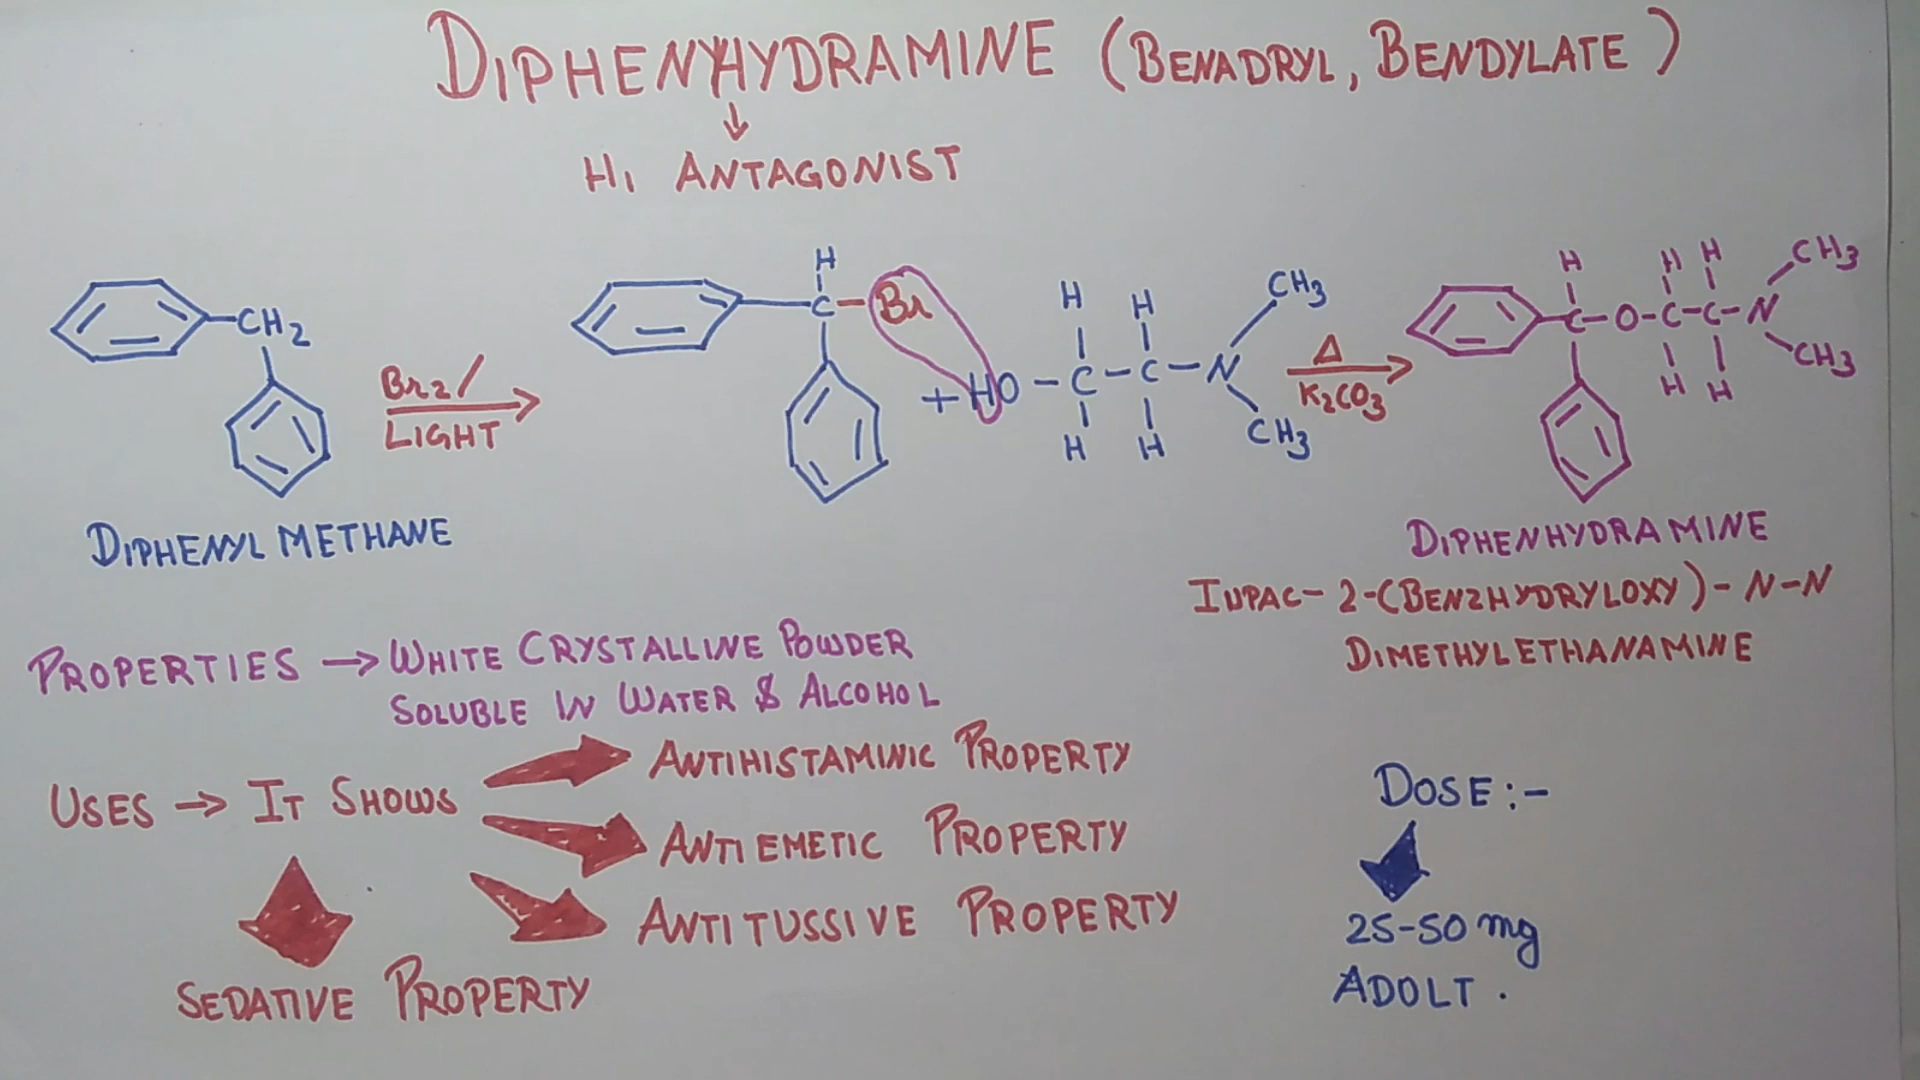 DIPHENYHYDRAMINE (BENADRYL, BENDYLATE)
↓
H1 ANTAGONIST
CH2
Br2/
LIGHT
H
C-Br
+HO-C-C-N
H H
H H
CH3
CH3
Δ
K2CO3
H H H
C-O-C-C-N
H H
CH3
CH3
DIPHENYL METHANE
DIPHENHYDRAMINE
IUPAC- 2-(BENZHYDRYLOXY)- N-N
DIMETHYLETHANAMINE
PROPERTIES → WHITE CRYSTALLINE POWDER
SOLUBLE IN WATER & ALCOHOL
USES → IT SHOWS
ANTIHISTAMINIC PROPERTY
ANTIEMETIC PROPERTY
ANTITUSSIVE PROPERTY
SEDATIVE PROPERTY
DOSE:-
25-50 mg
ADOLT.